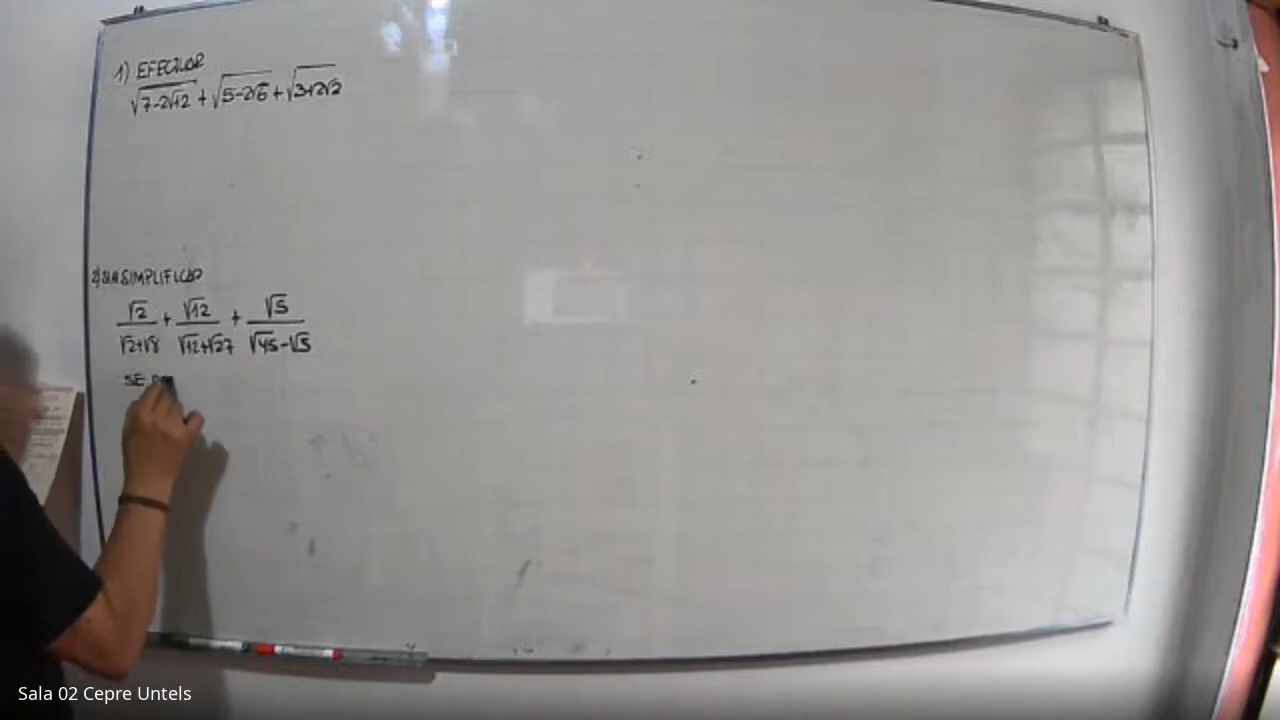 1) EFECTUAR
√(7-2√12) + √(5-2√6) + √(3+2√2)
SIMPLIFICAR
√2/(√2+√8) + √12/(√12+√27) + √5/(√45-√5)
SE
Sala 02 Cepre Untels